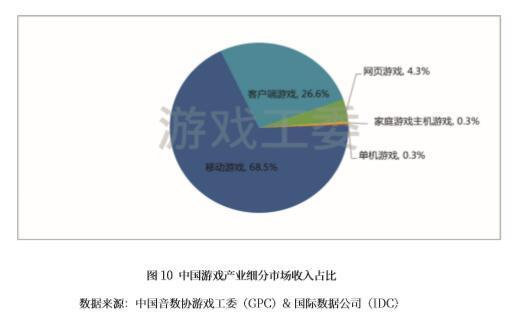 网页游戏, 4.3%
客户端游戏, 26.6%
游戏工委
家庭游戏主机游戏, 0.3%
单机游戏, 0.3%
移动游戏, 68.5%
图 10 中国游戏产业细分市场收入占比
数据来源：中国音数协游戏工委（GPC）& 国际数据公司（IDC）